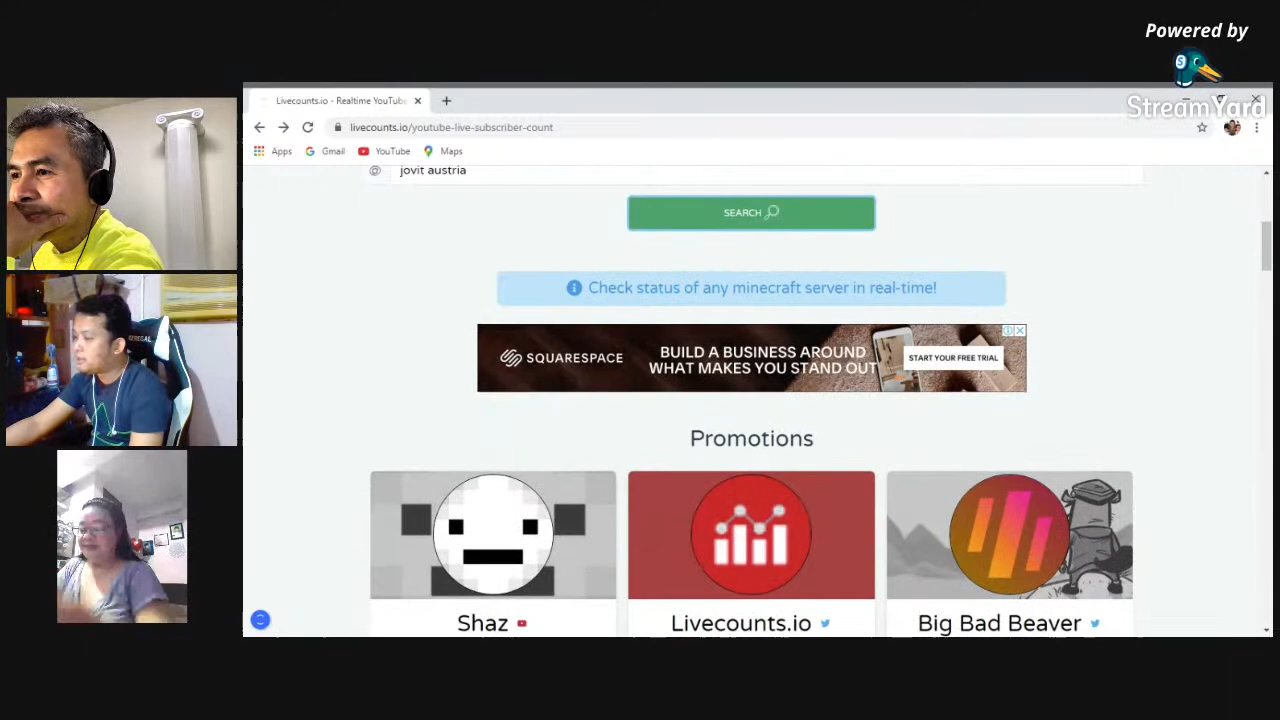 Powered by
StreamYard
Livecounts.io - Realtime YouTube
livecounts.io/youtube-live-subscriber-count
Apps
Gmail
YouTube
Maps
@ jovit austria
SEARCH
Check status of any minecraft server in real-time!
SQUARESPACE
BUILD A BUSINESS AROUND
WHAT MAKES YOU STAND OUT
START YOUR FREE TRIAL
Promotions
Shaz
Livecounts.io
Big Bad Beaver